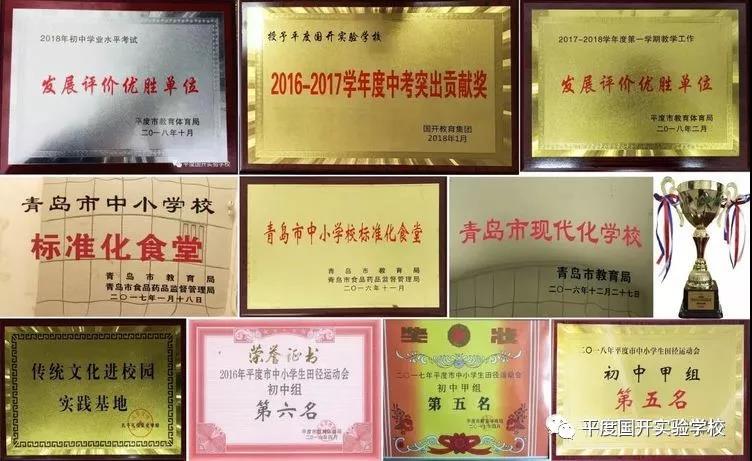 2018年初中学业水平考试
发展评价优胜单位
平度市教育体育局
二〇一八年十月
平度国开实验学校
授予平度国开实验学校
2016-2017学年度中考突出贡献奖
国开教育集团
2018年1月
2017-2018学年度第一学期教学工作
发展评价优胜单位
平度市教育体育局
二〇一八年二月
青岛市中小学校
标准化食堂
青岛市教育局
青岛市食品药品监督管理局
二〇一七年一月十八日
青岛市中小学校标准化食堂
青岛市教育局
青岛市食品药品监督管理局
二〇一六年十一月
青岛市现代化学校
青岛市教育局
二〇一六年十二月二十七日
传统文化进校园
实践基地
荣誉证书
2016年平度市中小学生田径运动会
初中组
第六名
奖状
二〇一七年平度市中小学生田径运动会
初中甲组
第五名
二〇一八年平度市中小学生田径运动会
初中甲组
第五名
平度国开实验学校